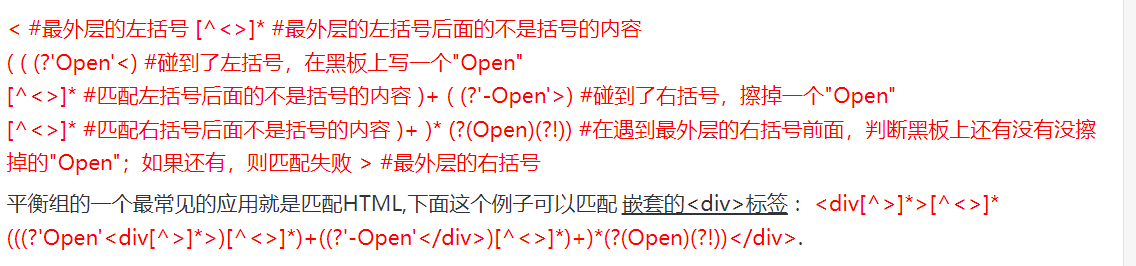 < #最外层的左括号 [^<>]* #最外层的左括号后面的不是括号的内容
( ( (?'Open'<) #碰到了左括号，在黑板上写一个"Open"
[^<>]* #匹配左括号后面的不是括号的内容 )+ ( (?'-Open'>) #碰到了右括号，擦掉一个"Open"
[^<>]* #匹配右括号后面不是括号的内容 )+ )* (?(Open)(?!)) #在遇到最外层的右括号前面，判断黑板上还有没有没擦
掉的"Open"；如果还有，则匹配失败 > #最外层的右括号
平衡组的一个最常见的应用就是匹配HTML,下面这个例子可以匹配 嵌套的<div>标签 ：<div[^>]*>[^<>]*
(((?'Open'<div[^>]*>)[^<>]*)+((?'-Open'</div>)[^<>]*)+)*(?(Open)(?!))</div>.